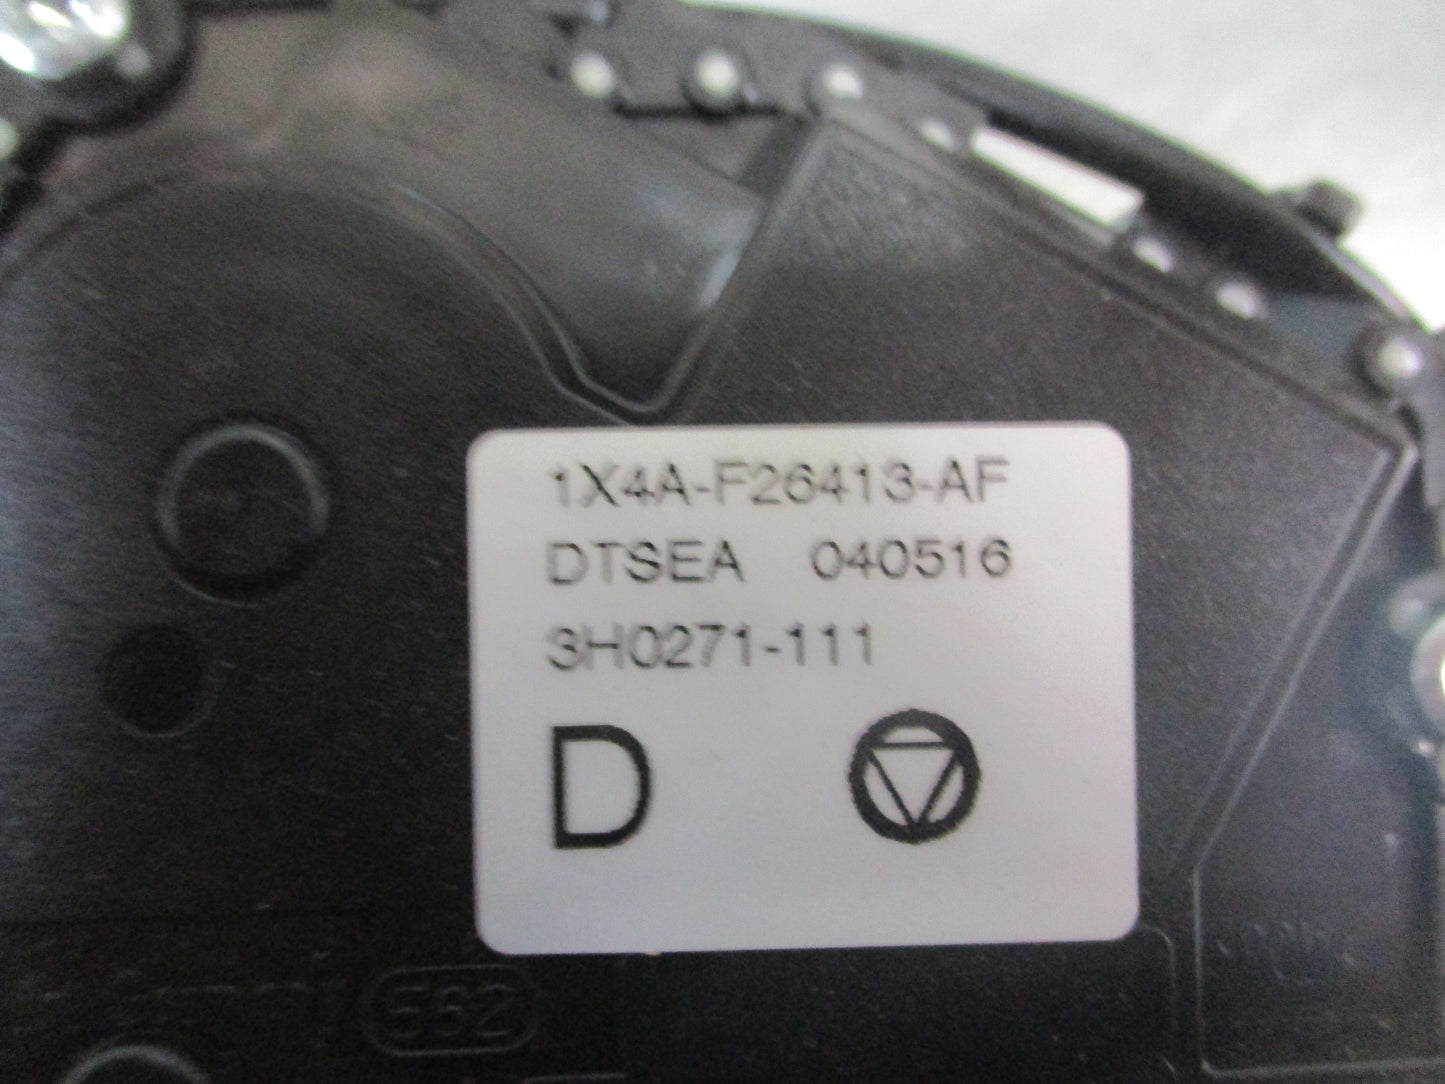 1X4A-F26413-AF
DTSEA 040516
3H0271-111
D
562